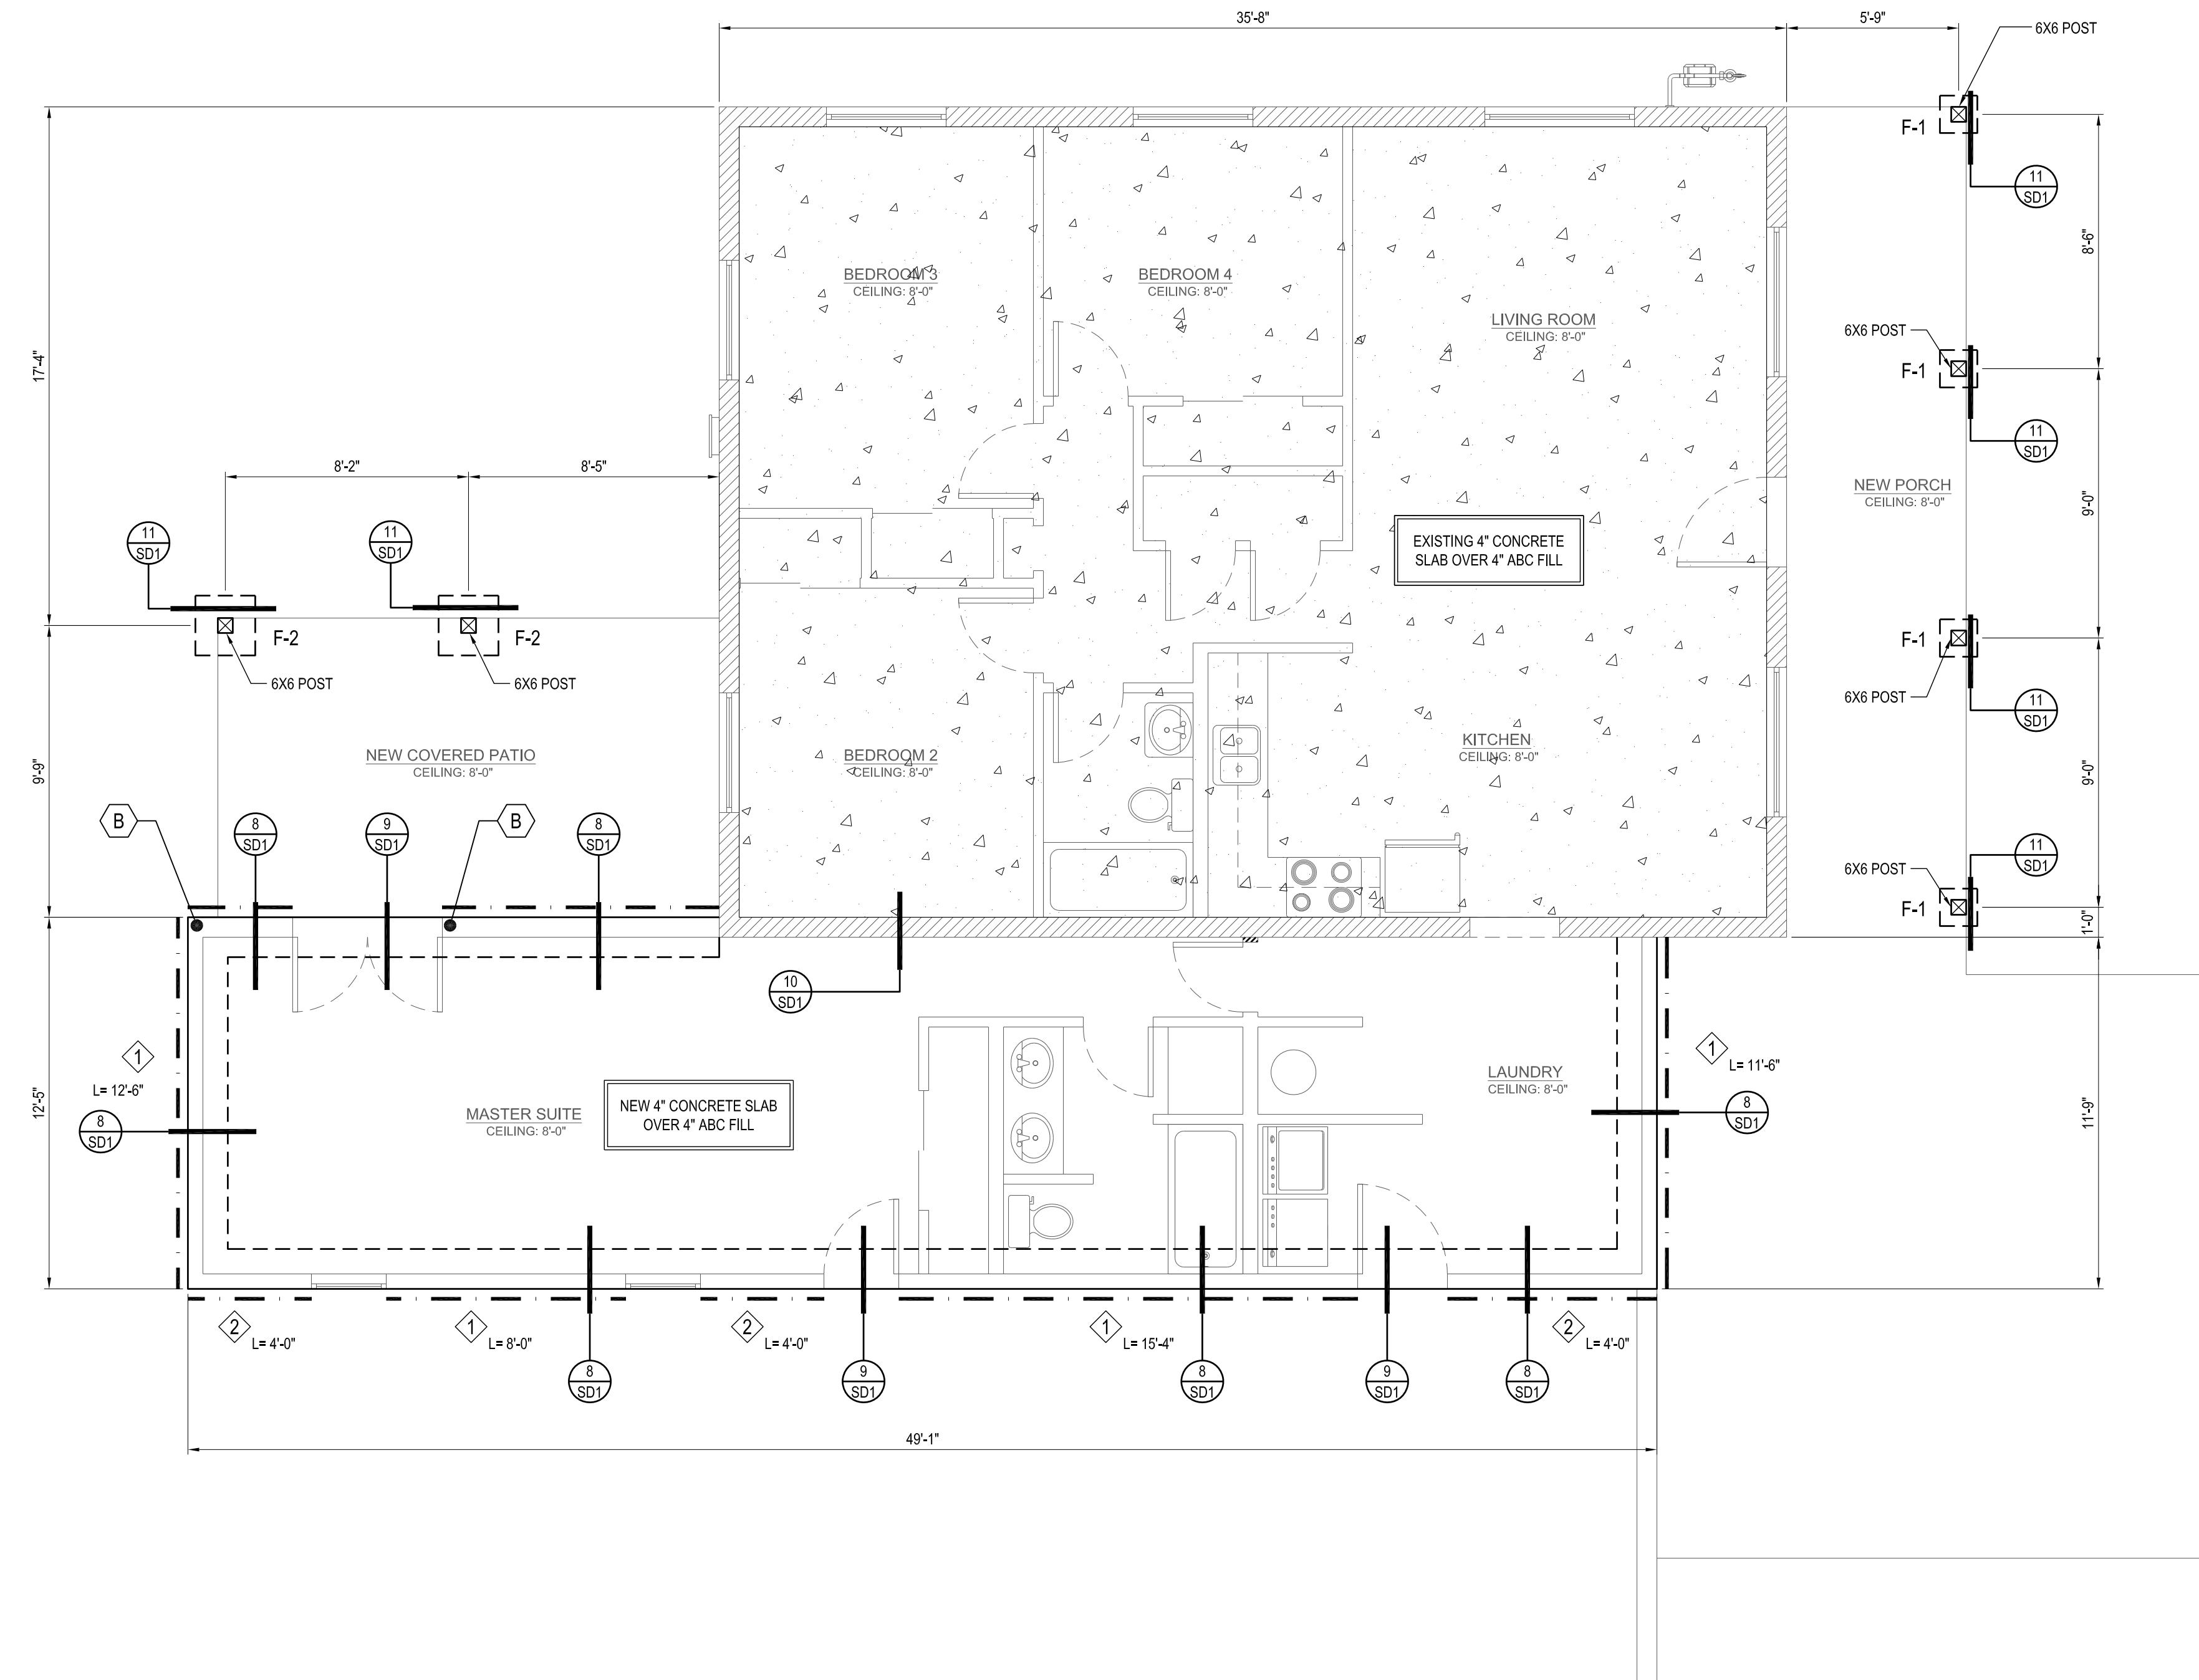 35'-8"
5'-9"
6X6 POST
F-1
11
SD1
8'-6"
17'-4"
BEDROOM 3
CEILING: 8'-0"
BEDROOM 4
CEILING: 8'-0"
LIVING ROOM
CEILING: 8'-0"
6X6 POST
F-1
11
SD1
8'-2"
8'-5"
NEW PORCH
CEILING: 8'-0"
9'-0"
11
SD1
11
SD1
EXISTING 4" CONCRETE
SLAB OVER 4" ABC FILL
F-2
F-2
6X6 POST
6X6 POST
F-1
6X6 POST
11
SD1
9'-9"
NEW COVERED PATIO
CEILING: 8'-0"
BEDROOM 2
CEILING: 8'-0"
KITCHEN
CEILING: 8'-0"
9'-0"
B
8
SD1
9
SD1
B
8
SD1
6X6 POST
F-1
11
SD1
1'-0"
10
SD1
1
L= 12'-6"
8
SD1
12'-5"
MASTER SUITE
CEILING: 8'-0"
NEW 4" CONCRETE SLAB
OVER 4" ABC FILL
LAUNDRY
CEILING: 8'-0"
1
L= 11'-6"
8
SD1
11'-9"
2
L= 4'-0"
1
L= 8'-0"
2
L= 4'-0"
1
L= 15'-4"
2
L= 4'-0"
8
SD1
9
SD1
8
SD1
9
SD1
8
SD1
49'-1"